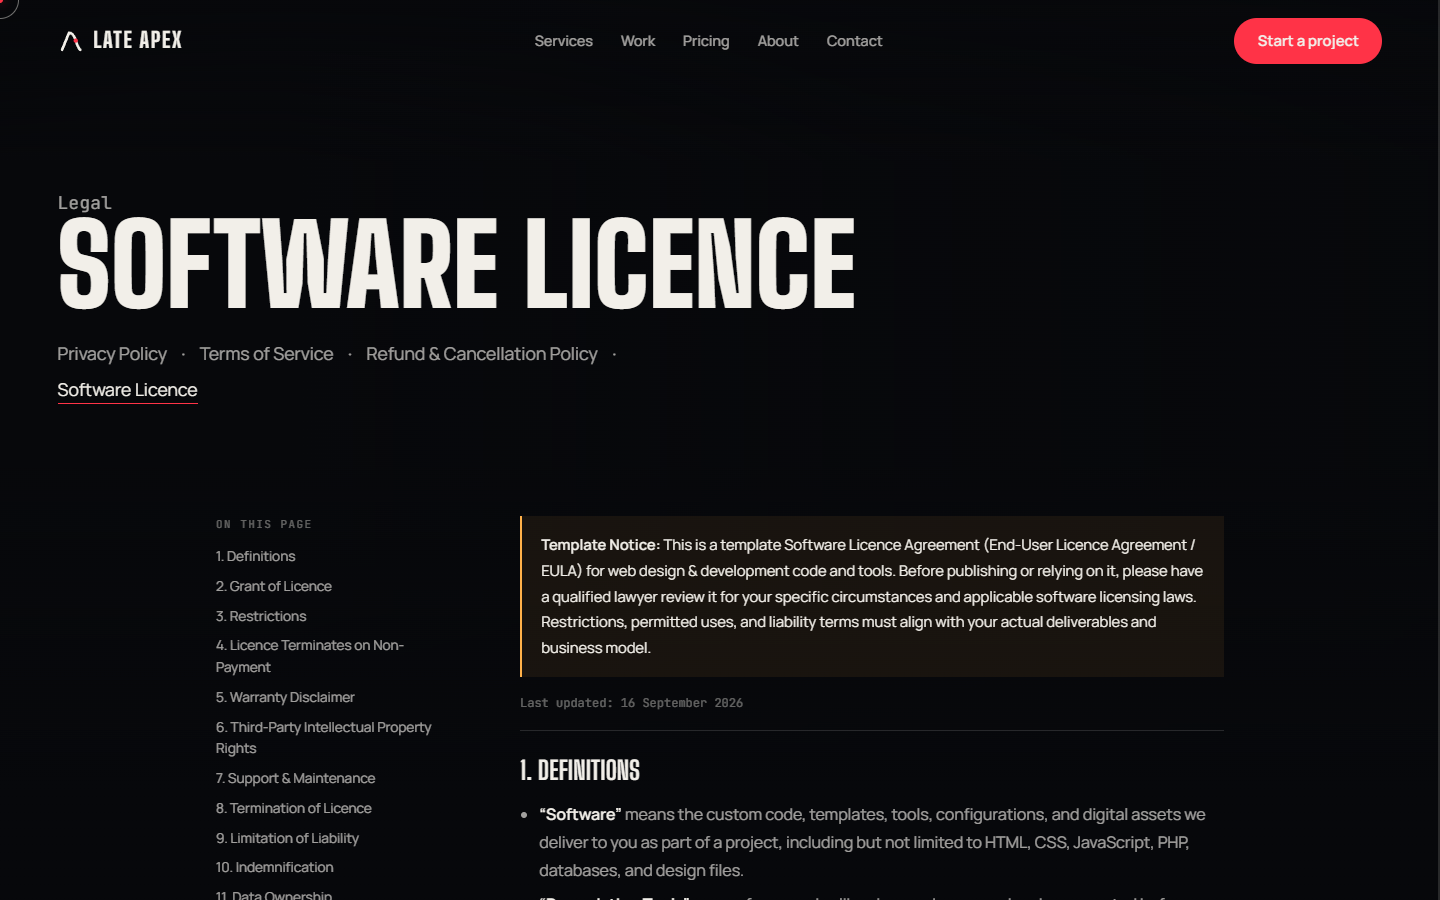 LATE APEX
Services Work Pricing About Contact
Start a project
Legal
SOFTWARE LICENCE
Privacy Policy · Terms of Service · Refund & Cancellation Policy ·
Software Licence
ON THIS PAGE
1. Definitions
2. Grant of Licence
3. Restrictions
4. Licence Terminates on Non-
Payment
5. Warranty Disclaimer
6. Third-Party Intellectual Property
Rights
7. Support & Maintenance
8. Termination of Licence
9. Limitation of Liability
10. Indemnification
11. Data Ownership
Template Notice: This is a template Software Licence Agreement (End-User Licence Agreement /
EULA) for web design & development code and tools. Before publishing or relying on it, please have
a qualified lawyer review it for your specific circumstances and applicable software licensing laws.
Restrictions, permitted uses, and liability terms must align with your actual deliverables and
business model.
Last updated: 16 September 2026
1. DEFINITIONS
• “Software” means the custom code, templates, tools, configurations, and digital assets we
deliver to you as part of a project, including but not limited to HTML, CSS, JavaScript, PHP,
databases, and design files.